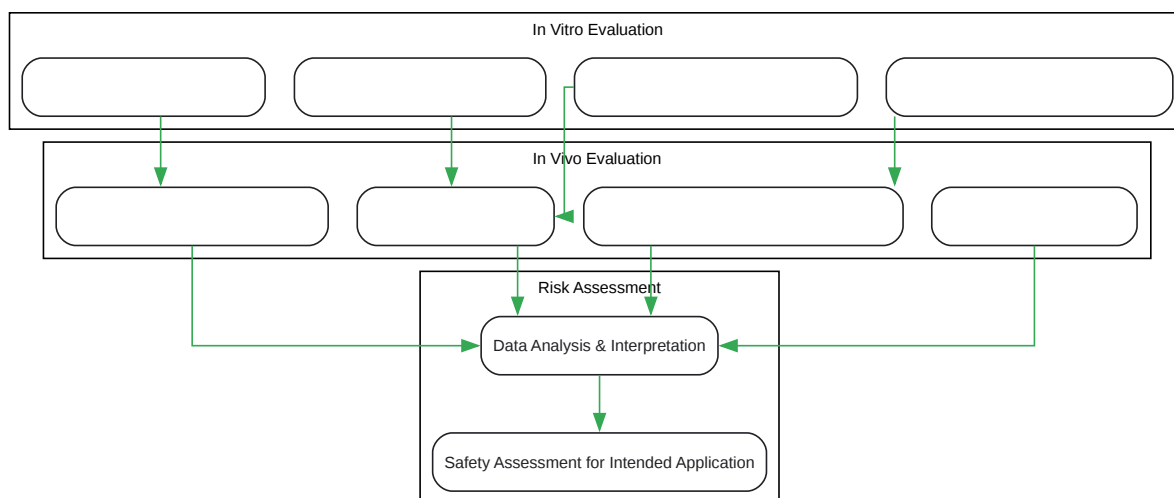 In Vitro Evaluation
In Vivo Evaluation
Risk Assessment
Data Analysis & Interpretation
Safety Assessment for Intended Application